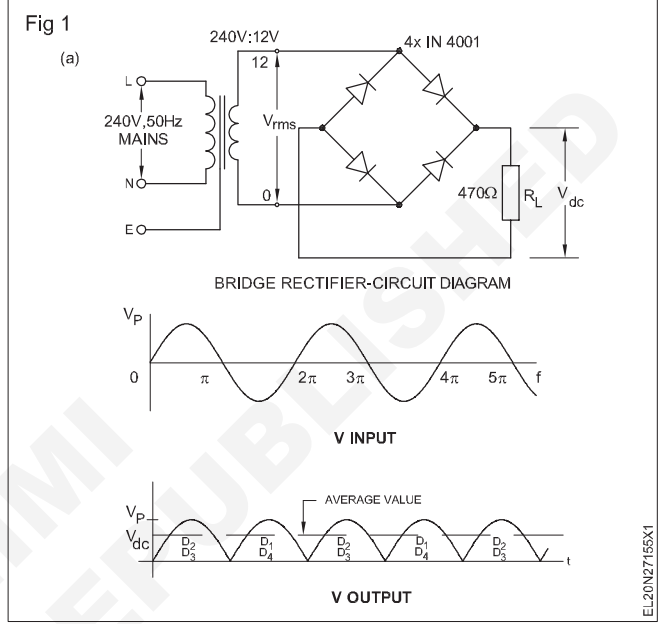 Fig 1
(a)
240V:12V
4x IN 4001
12
L
240V,50Hz
MAINS
Vrms
N
0
470Ω
RL
Vdc
E
BRIDGE RECTIFIER-CIRCUIT DIAGRAM
VP
0
π
2π
3π
4π
5π
f
V INPUT
AVERAGE VALUE
VP
Vdc
D2 D1 D2 D1 D2
D3 D4 D3 D4 D3
t
V OUTPUT
EL20N27155X1